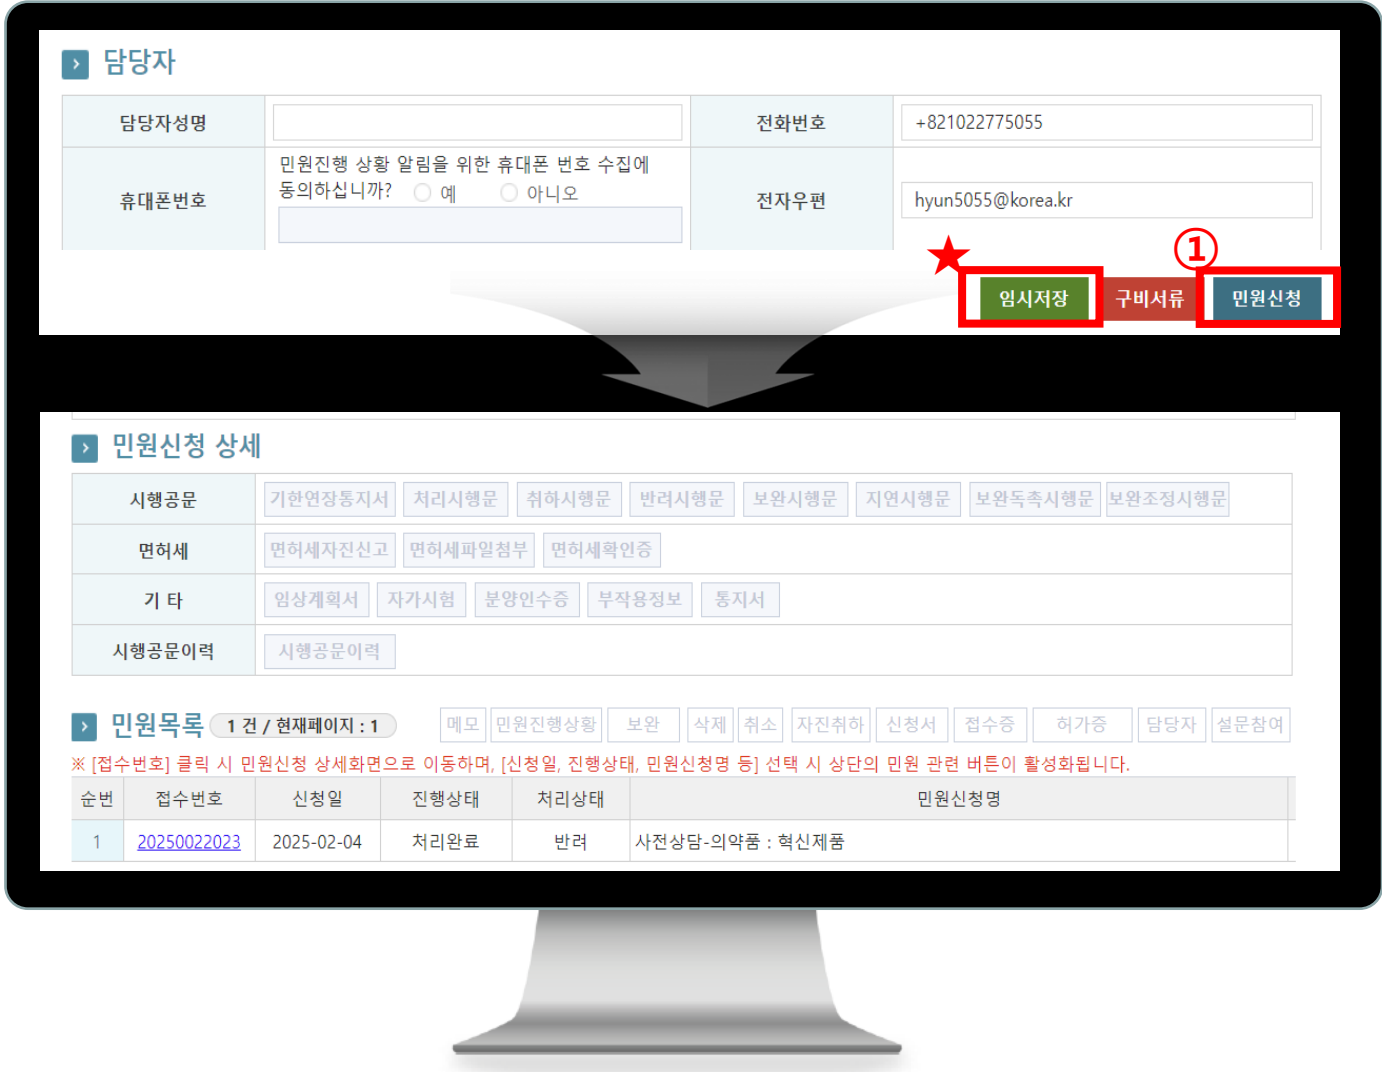 담당자
담당자성명
전화번호 +821022775055
휴대폰번호 민원진행 상황 알림을 위한 휴대폰 번호 수집에
동의하십니까? 예 아니오
전자우편 hyun5055@korea.kr
★ ①
임시저장 구비서류 민원신청
민원신청 상세
시행공문 기한연장통지서 처리시행문 취하시행문 반려시행문 보완시행문 지연시행문 보완독촉시행문 보완조정시행문
면허세 면허세자진신고 면허세파일첨부 면허세확인증
기 타 임상계획서 자가시험 분양인수증 부작용정보 통지서
시행공문이력 시행공문이력
민원목록 1 건 / 현재페이지 : 1 메모 민원진행상황 보완 삭제 취소 자진취하 신청서 접수증 허가증 담당자 설문참여
※ [접수번호] 클릭 시 민원신청 상세화면으로 이동하며, [신청일, 진행상태, 민원신청명 등] 선택 시 상단의 민원 관련 버튼이 활성화됩니다.
순번 접수번호 신청일 진행상태 처리상태 민원신청명
1 20250022023 2025-02-04 처리완료 반려 사전상담-의약품 : 혁신제품